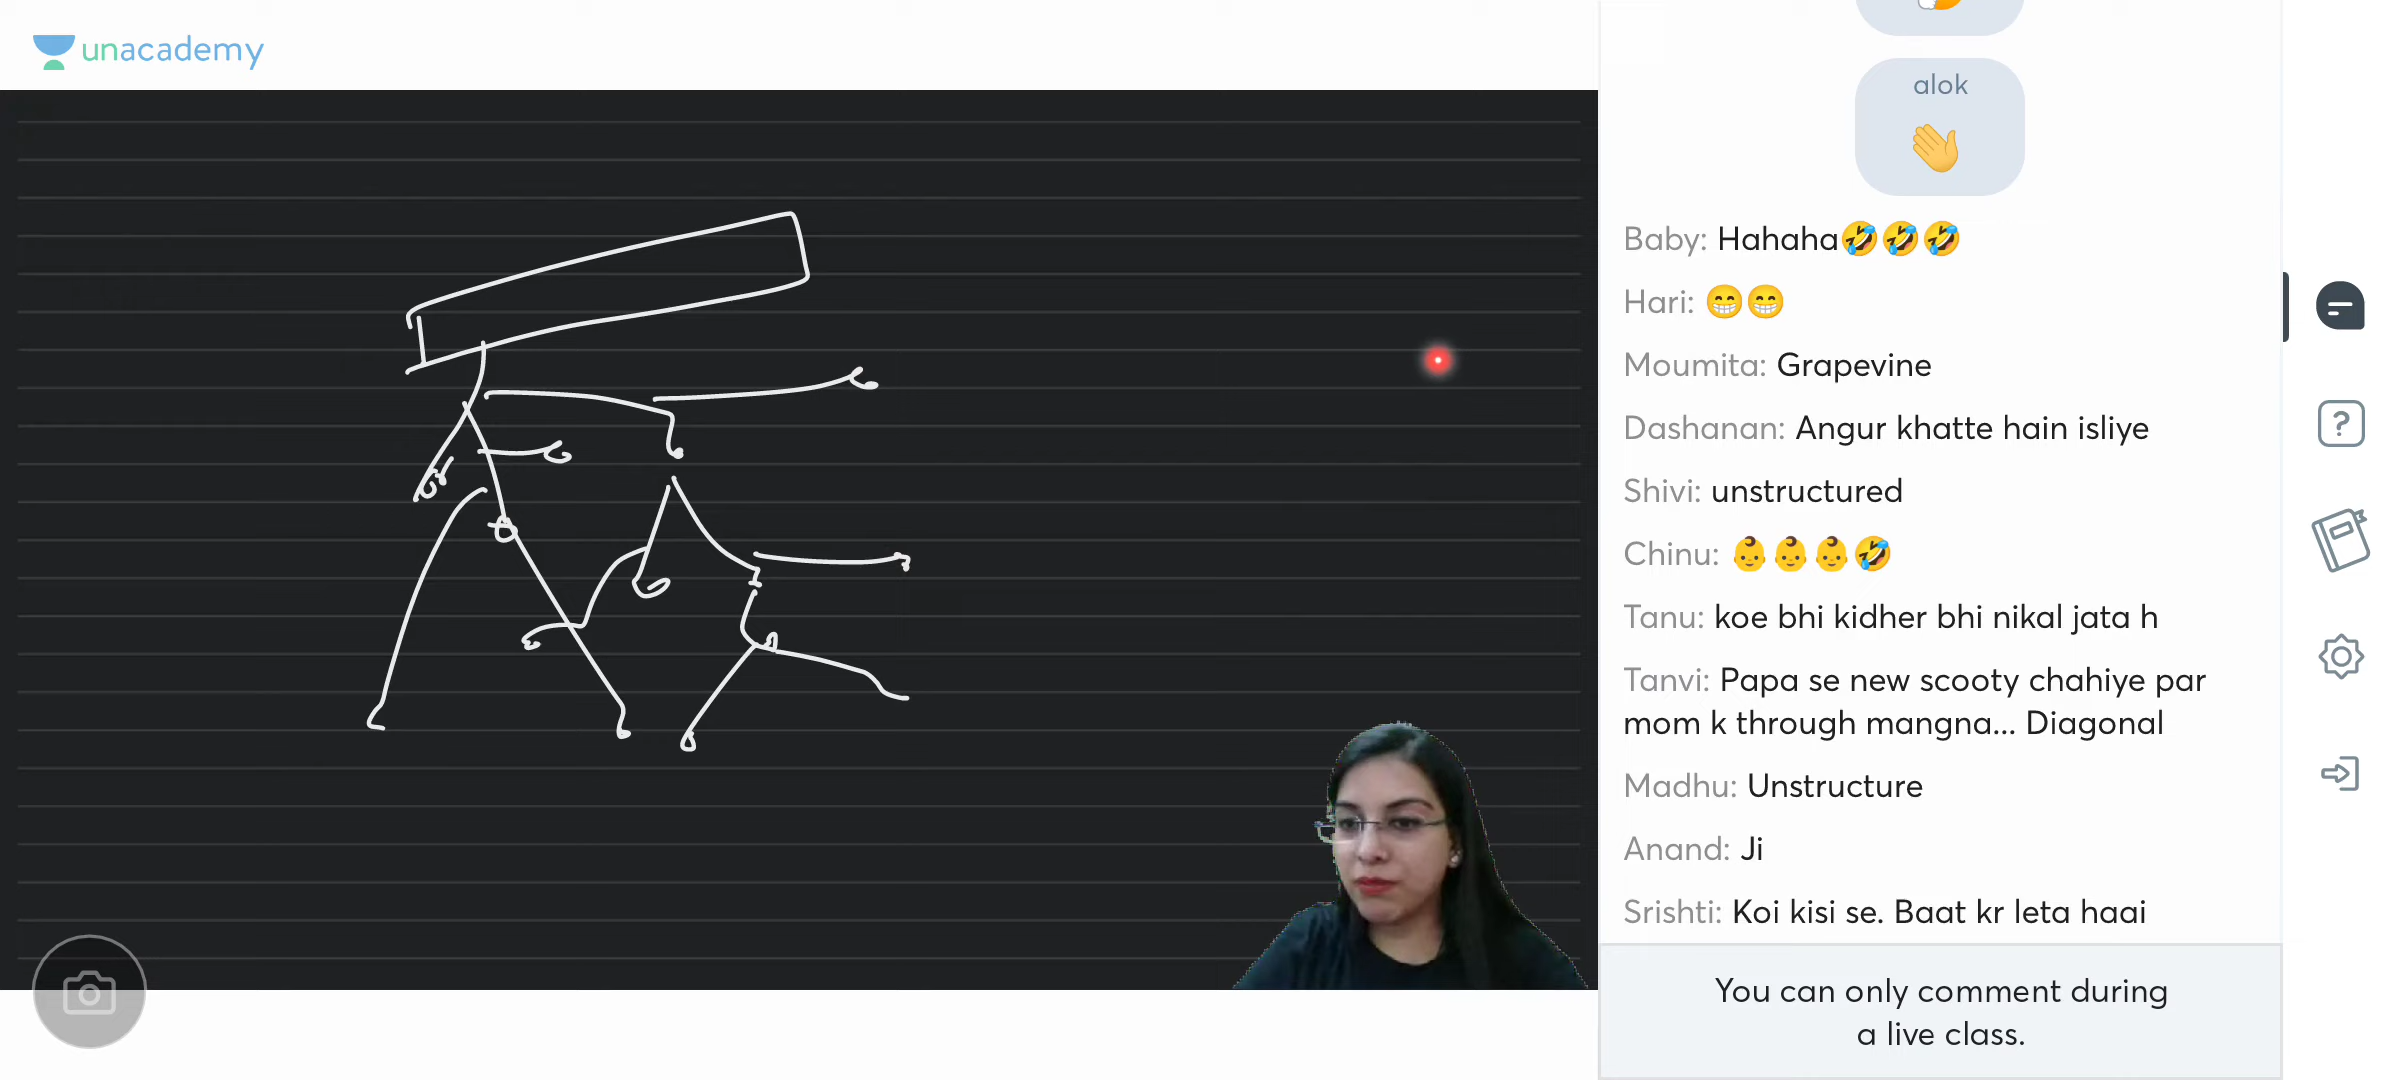 unacademy
alok
👋
Baby: Hahaha🤣🤣🤣
Hari: 😁😁
Moumita: Grapevine
Dashanan: Angur khatte hain isliye
Shivi: unstructured
Chinu: 👶👶👶🤣
Tanu: koe bhi kidher bhi nikal jata h
Tanvi: Papa se new scooty chahiye par
mom k through mangna... Diagonal
Madhu: Unstructure
Anand: Ji
Srishti: Koi kisi se. Baat kr leta haai
You can only comment during
a live class.